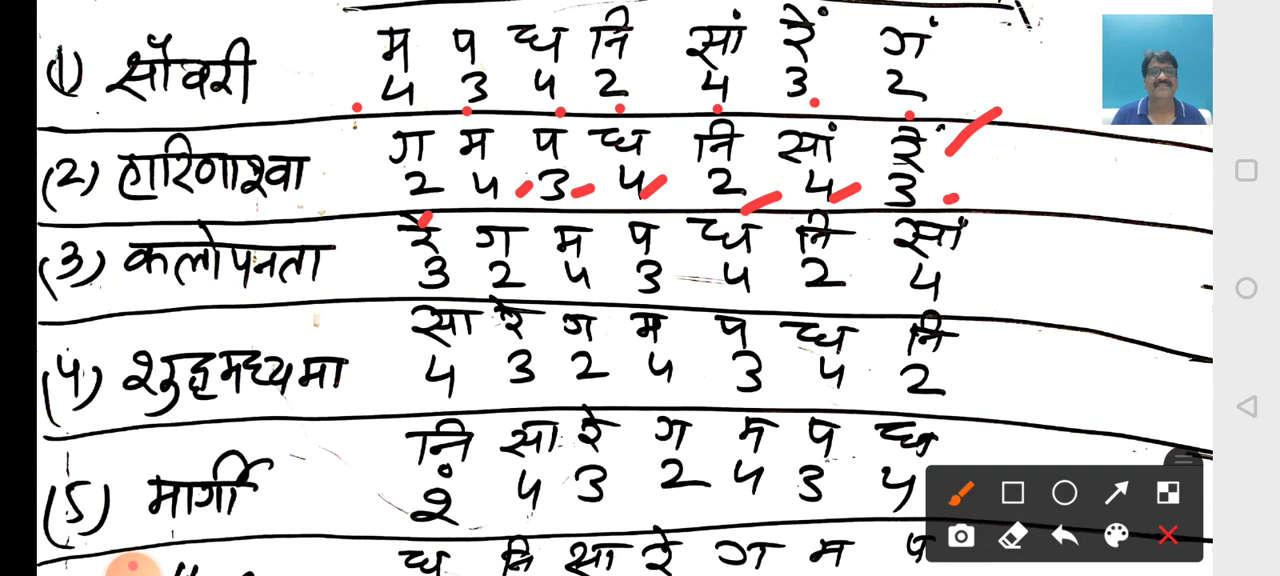 (1) सौवरी म प ध नि सां रें गं
4 3 4 2 4 3 2
(2) हारिणाश्वा ग म प ध नि सां रें
2 4 3 4 2 4 3
(3) कलोपनता रे ग म प ध नि सां
3 2 4 3 4 2 4
(4) शुद्धमध्यमा सा रे ग म प ध नि
4 3 2 4 3 4 2
(5) मार्गी नि सा रे ग म प ध
2 4 3 2 4 3 4
ध नि सा रे ग म प